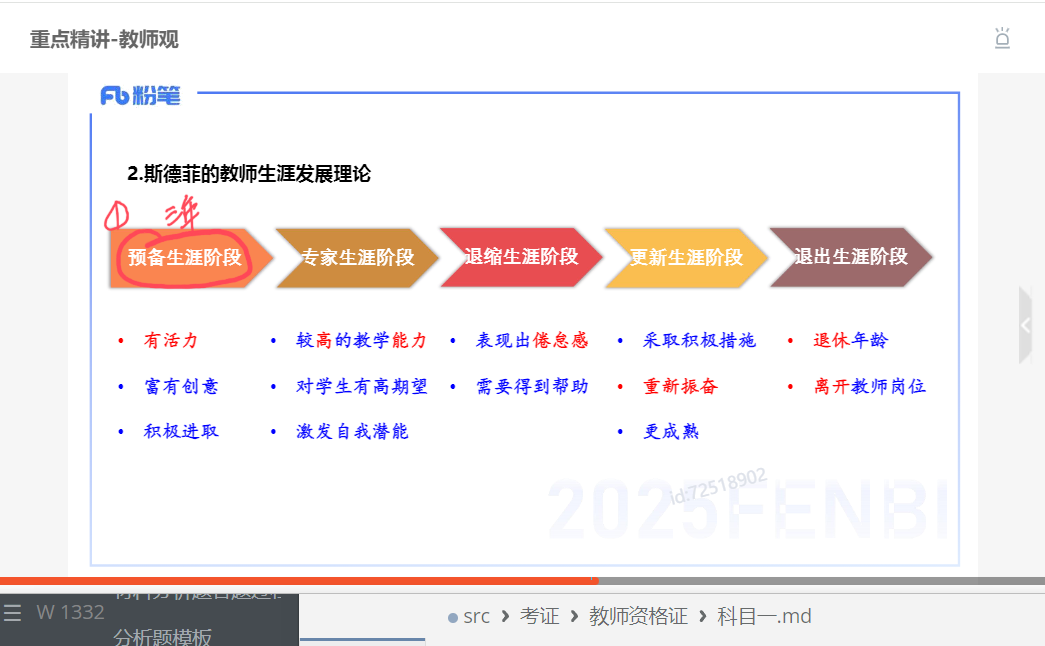 重点精讲-教师观
粉笔
2.斯德菲的教师生涯发展理论
① 三年
预备生涯阶段 专家生涯阶段 退缩生涯阶段 更新生涯阶段 退出生涯阶段
• 有活力 • 较高的教学能力 • 表现出倦怠感 • 采取积极措施 • 退休年龄
• 富有创意 • 对学生有高期望 • 需要得到帮助 • 重新振奋 • 离开教师岗位
• 积极进取 • 激发自我潜能 • 更成熟
id:72518902
2025FENBI
W 1332
分析题模板
src › 考证 › 教师资格证 › 科目一.md